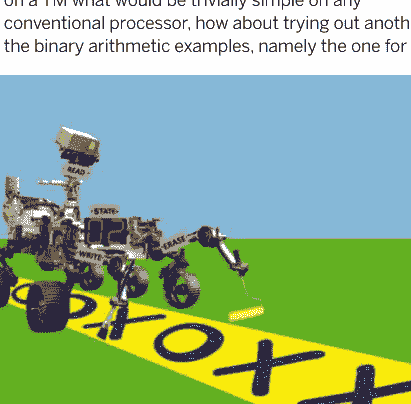 on a TM what would be trivially simple on any
conventional processor, how about trying out anoth
the binary arithmetic examples, namely the one for
READ
STATE
ERASE
WRITE
OXOXX